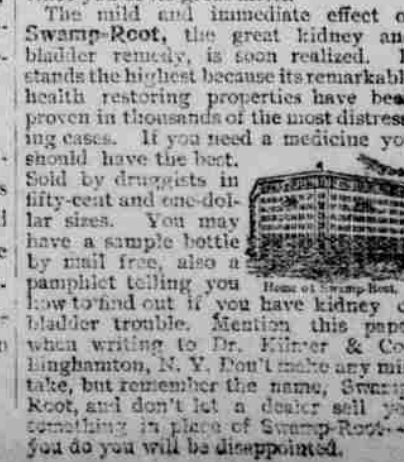 The mild and immediate effect o
Swamp-Root, the great kidney an
bladder remedy, is soon realized. I
stands the highest because its remarkabl
health restoring properties have bee
proven in thousands of the most distress
ing cases. If you need a medicine yo
should have the best.
Sold by druggists in
fifty-cent and one-dol-
lar sizes. You may
have a sample bottle
by mail free, also a
pamphlet telling you
Home of Swamp-Root.
how to find out if you have kidney o
bladder trouble. Mention this pape
when writing to Dr. Kilmer & Co
Binghamton, N. Y. Don't make any mis
take, but remember the name, Swamp
Root, and don't let a dealer sell yo
something in place of Swamp-Root—
you do you will be disappointed.